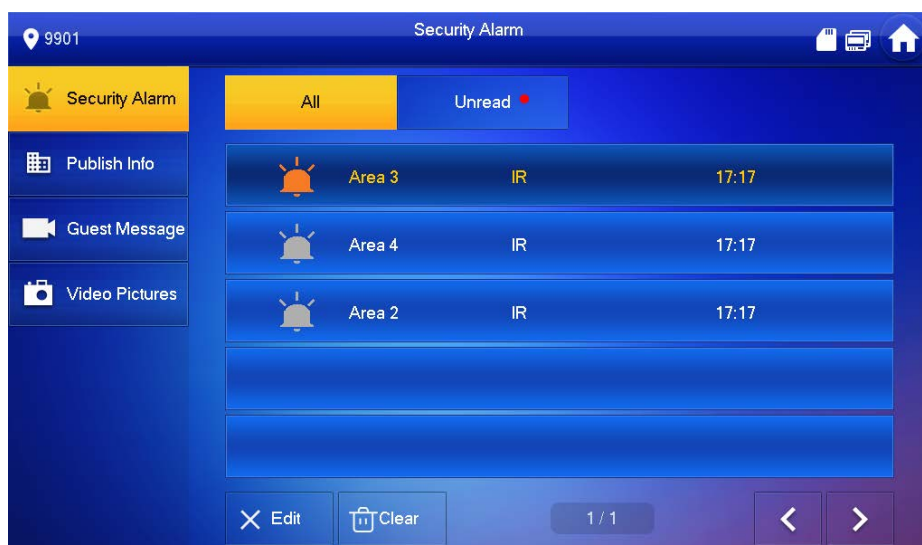 9901
Security Alarm
Security Alarm
Publish Info
Guest Message
Video Pictures
All
Unread
Area 3 IR 17:17
Area 4 IR 17:17
Area 2 IR 17:17
Edit
Clear
1 / 1